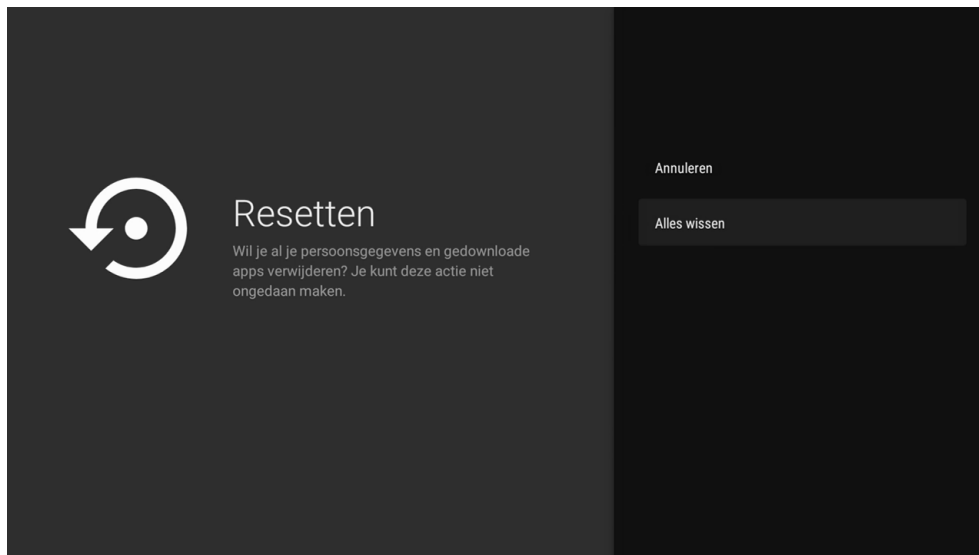 Resetten
Wil je al je persoonsgegevens en gedownloade
apps verwijderen? Je kunt deze actie niet
ongedaan maken.
Annuleren
Alles wissen